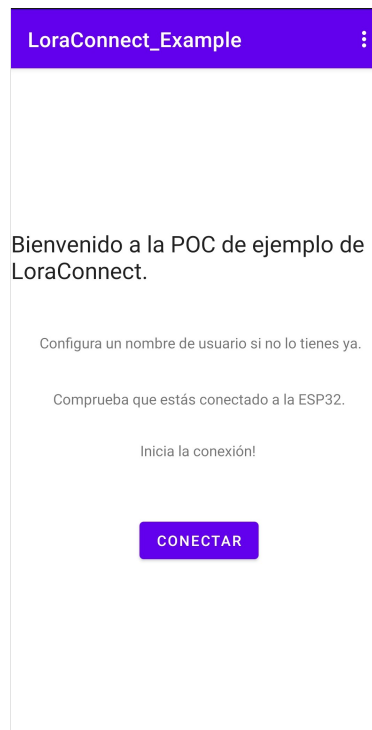 LoraConnect_Example
Bienvenido a la POC de ejemplo de
LoraConnect.
Configura un nombre de usuario si no lo tienes ya.
Comprueba que estás conectado a la ESP32.
Inicia la conexión!
CONECTAR